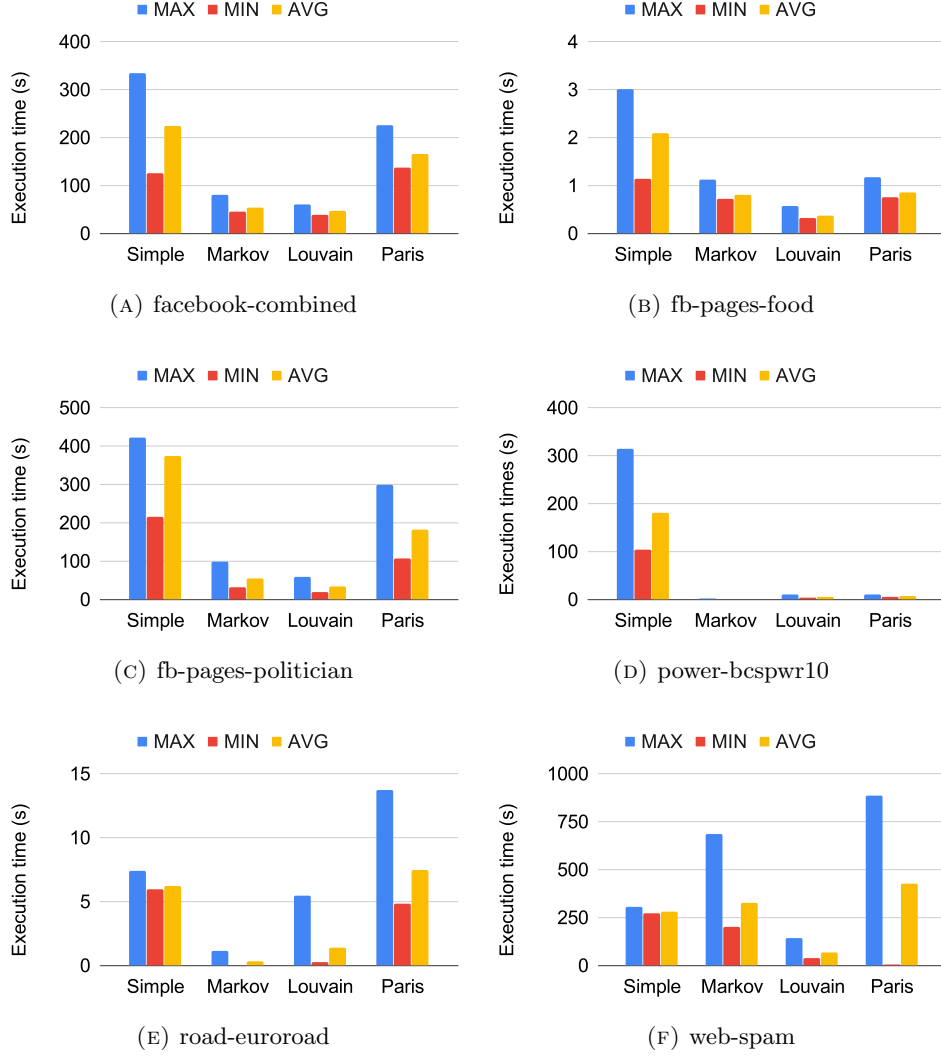 MAX MIN AVG
Execution time (s)
400
300
200
100
0
Simple Markov Louvain Paris
(A) facebook-combined
MAX MIN AVG
Execution time (s)
4
3
2
1
0
Simple Markov Louvain Paris
(B) fb-pages-food
MAX MIN AVG
Execution time (s)
500
400
300
200
100
0
Simple Markov Louvain Paris
(C) fb-pages-politician
MAX MIN AVG
Execution times (s)
400
300
200
100
0
Simple Markov Louvain Paris
(D) power-bcspwr10
MAX MIN AVG
Execution time (s)
15
10
5
0
Simple Markov Louvain Paris
(E) road-euroroad
MAX MIN AVG
Execution time (s)
1000
750
500
250
0
Simple Markov Louvain Paris
(F) web-spam